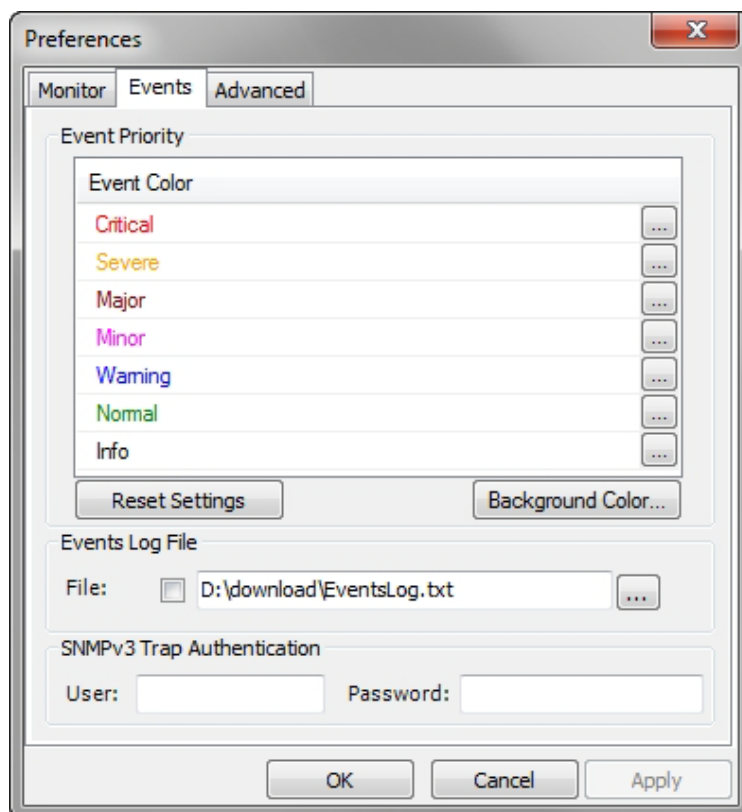 Preferences
Monitor Events Advanced
Event Priority
Event Color
Critical ...
Severe ...
Major ...
Minor ...
Warning ...
Normal ...
Info ...
Reset Settings Background Color...
Events Log File
File: D:\download\EventsLog.txt ...
SNMPv3 Trap Authentication
User: Password:
OK Cancel Apply